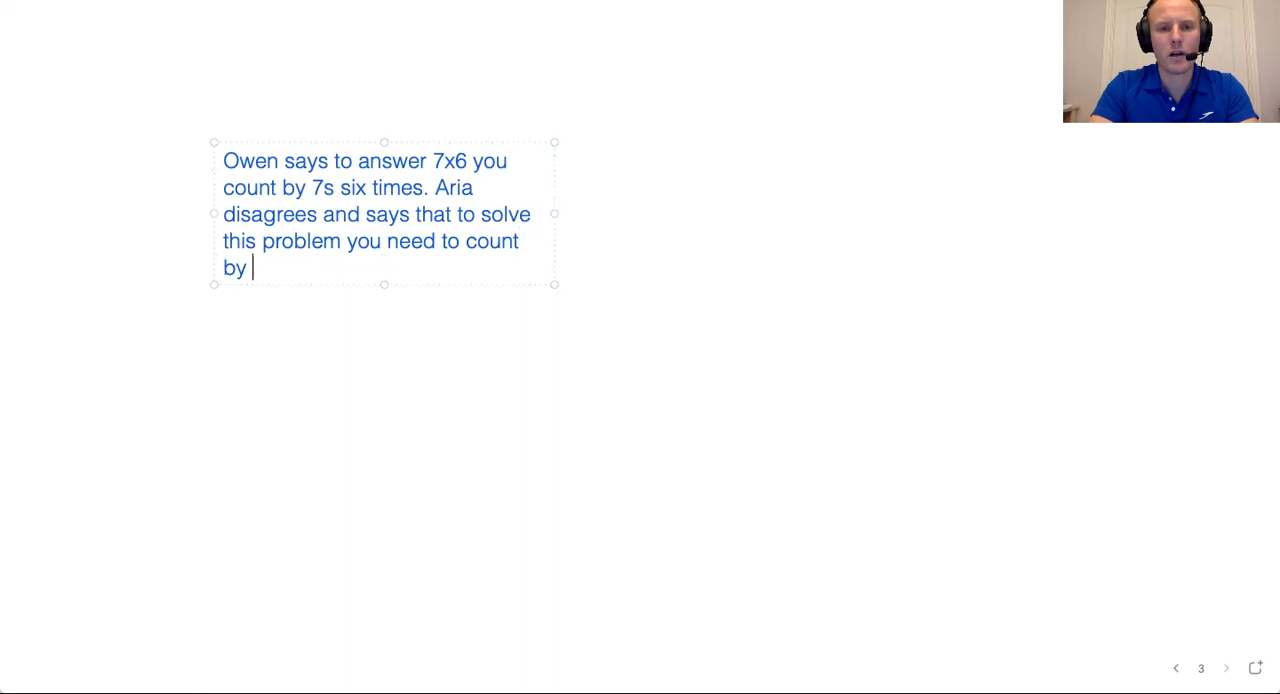 Owen says to answer 7x6 you
count by 7s six times. Aria
disagrees and says that to solve
this problem you need to count
by
3